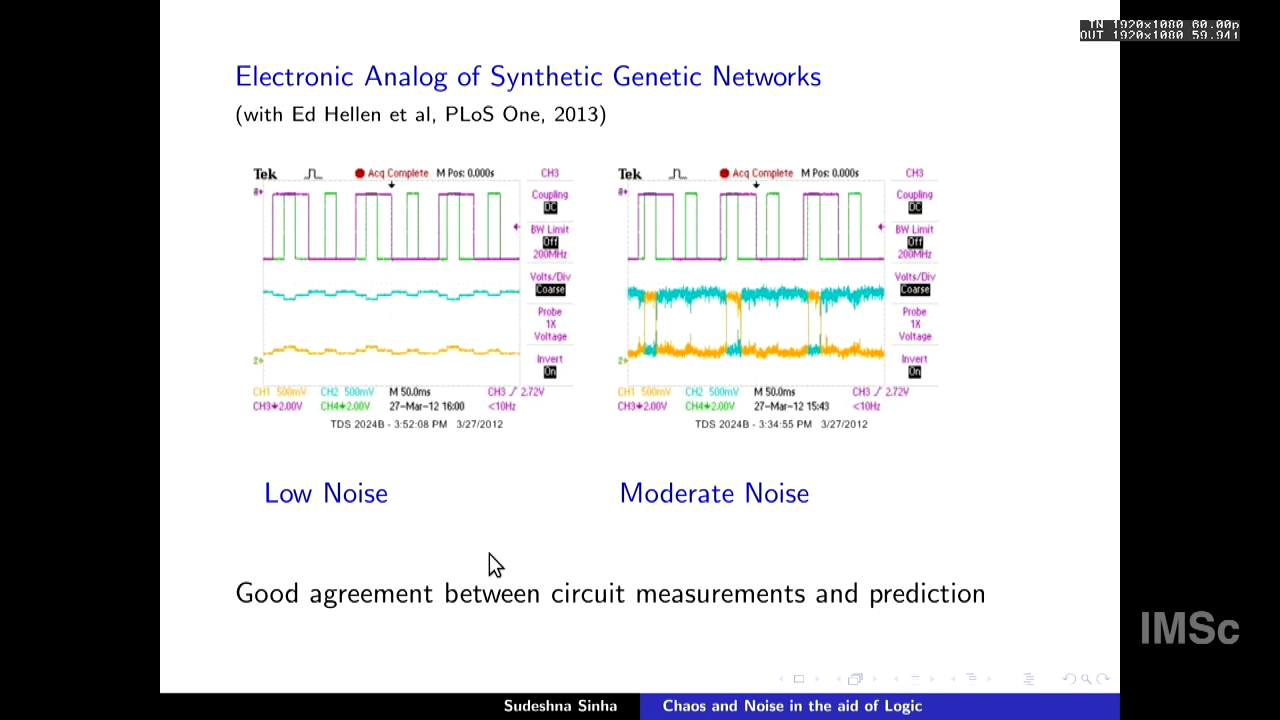 IN 1920x1080 60.00p
OUT 1920x1080 59.94i
Electronic Analog of Synthetic Genetic Networks
(with Ed Hellen et al, PLoS One, 2013)
Tek Acq Complete M Pos: 0.000s CH3
Coupling
DC
BW Limit
Off
200MHz
Volts/Div
Coarse
Probe
1X
Voltage
Invert
On
CH1 500mV CH2 500mV M 50.0ms CH3 / 2.72V
CH3 2.00V CH4 2.00V 27-Mar-12 16:00 <10Hz
TDS 2024B - 3:52:08 PM 3/27/2012
Tek Acq Complete M Pos: 0.000s CH3
Coupling
DC
BW Limit
Off
200MHz
Volts/Div
Coarse
Probe
1X
Voltage
Invert
On
CH1 500mV CH2 500mV M 50.0ms CH3 / 2.72V
CH3 2.00V CH4 2.00V 27-Mar-12 15:43 <10Hz
TDS 2024B - 3:34:55 PM 3/27/2012
Low Noise
Moderate Noise
Good agreement between circuit measurements and prediction
IMSc
Sudeshna Sinha
Chaos and Noise in the aid of Logic